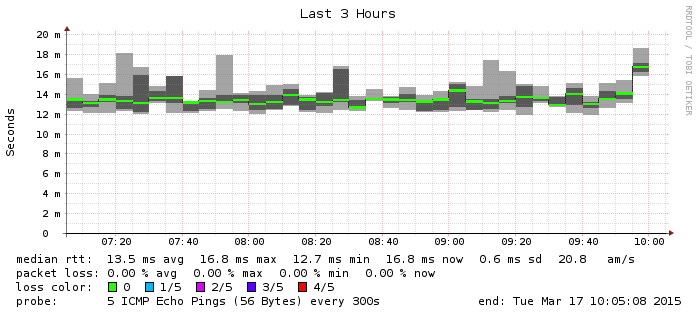 Last 3 Hours
RRDTOOL / TOBI OETIKER
Seconds
20 m
18 m
16 m
14 m
12 m
10 m
8 m
6 m
4 m
2 m
0
07:20 07:40 08:00 08:20 08:40 09:00 09:20 09:40 10:00
median rtt: 13.5 ms avg 16.8 ms max 12.7 ms min 16.8 ms now 0.6 ms sd 20.8 am/s
packet loss: 0.00 % avg 0.00 % max 0.00 % min 0.00 % now
loss color: 0 1/5 2/5 3/5 4/5
probe: 5 ICMP Echo Pings (56 Bytes) every 300s end: Tue Mar 17 10:05:08 2015